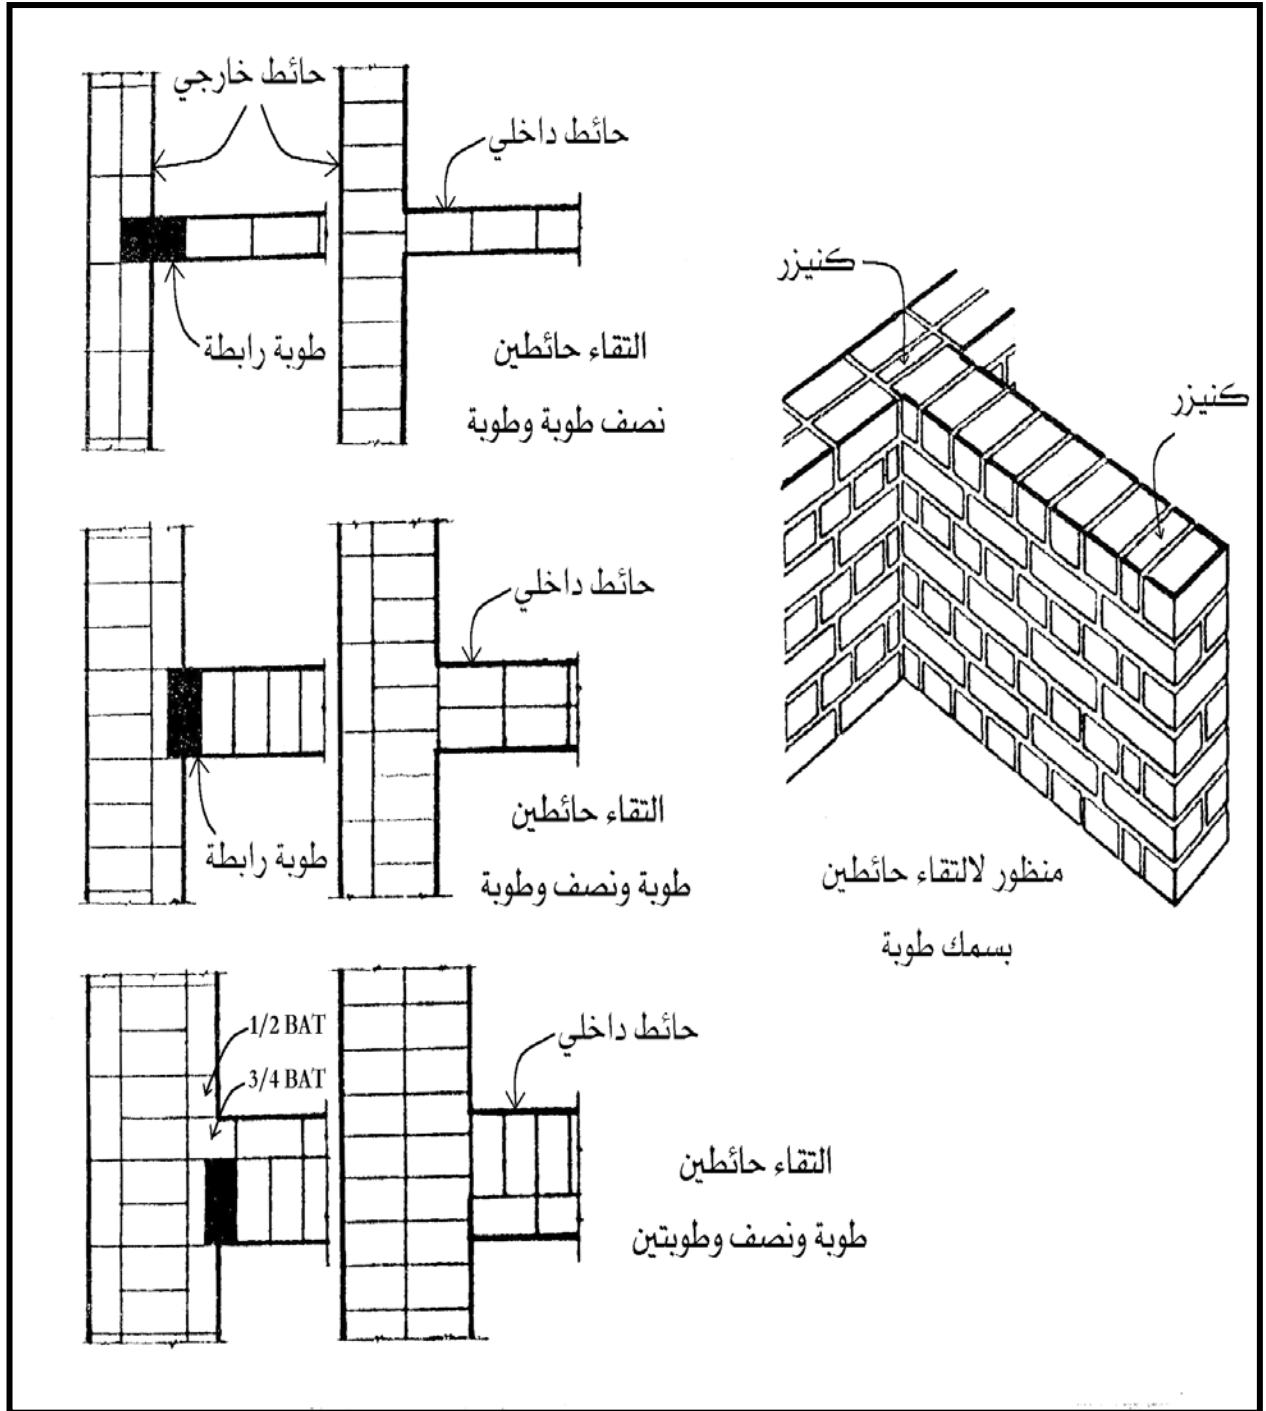 حائط خارجي
حائط داخلي
طوبة رابطة
التقاء حائطين
نصف طوبة وطوبة
كنيزر
كنيزر
حائط داخلي
طوبة رابطة
التقاء حائطين
طوبة ونصف وطوبة
منظور لالتقاء حائطين
بسمك طوبة
1/2 BAT
3/4 BAT
حائط داخلي
التقاء حائطين
طوبة ونصف وطوبتين